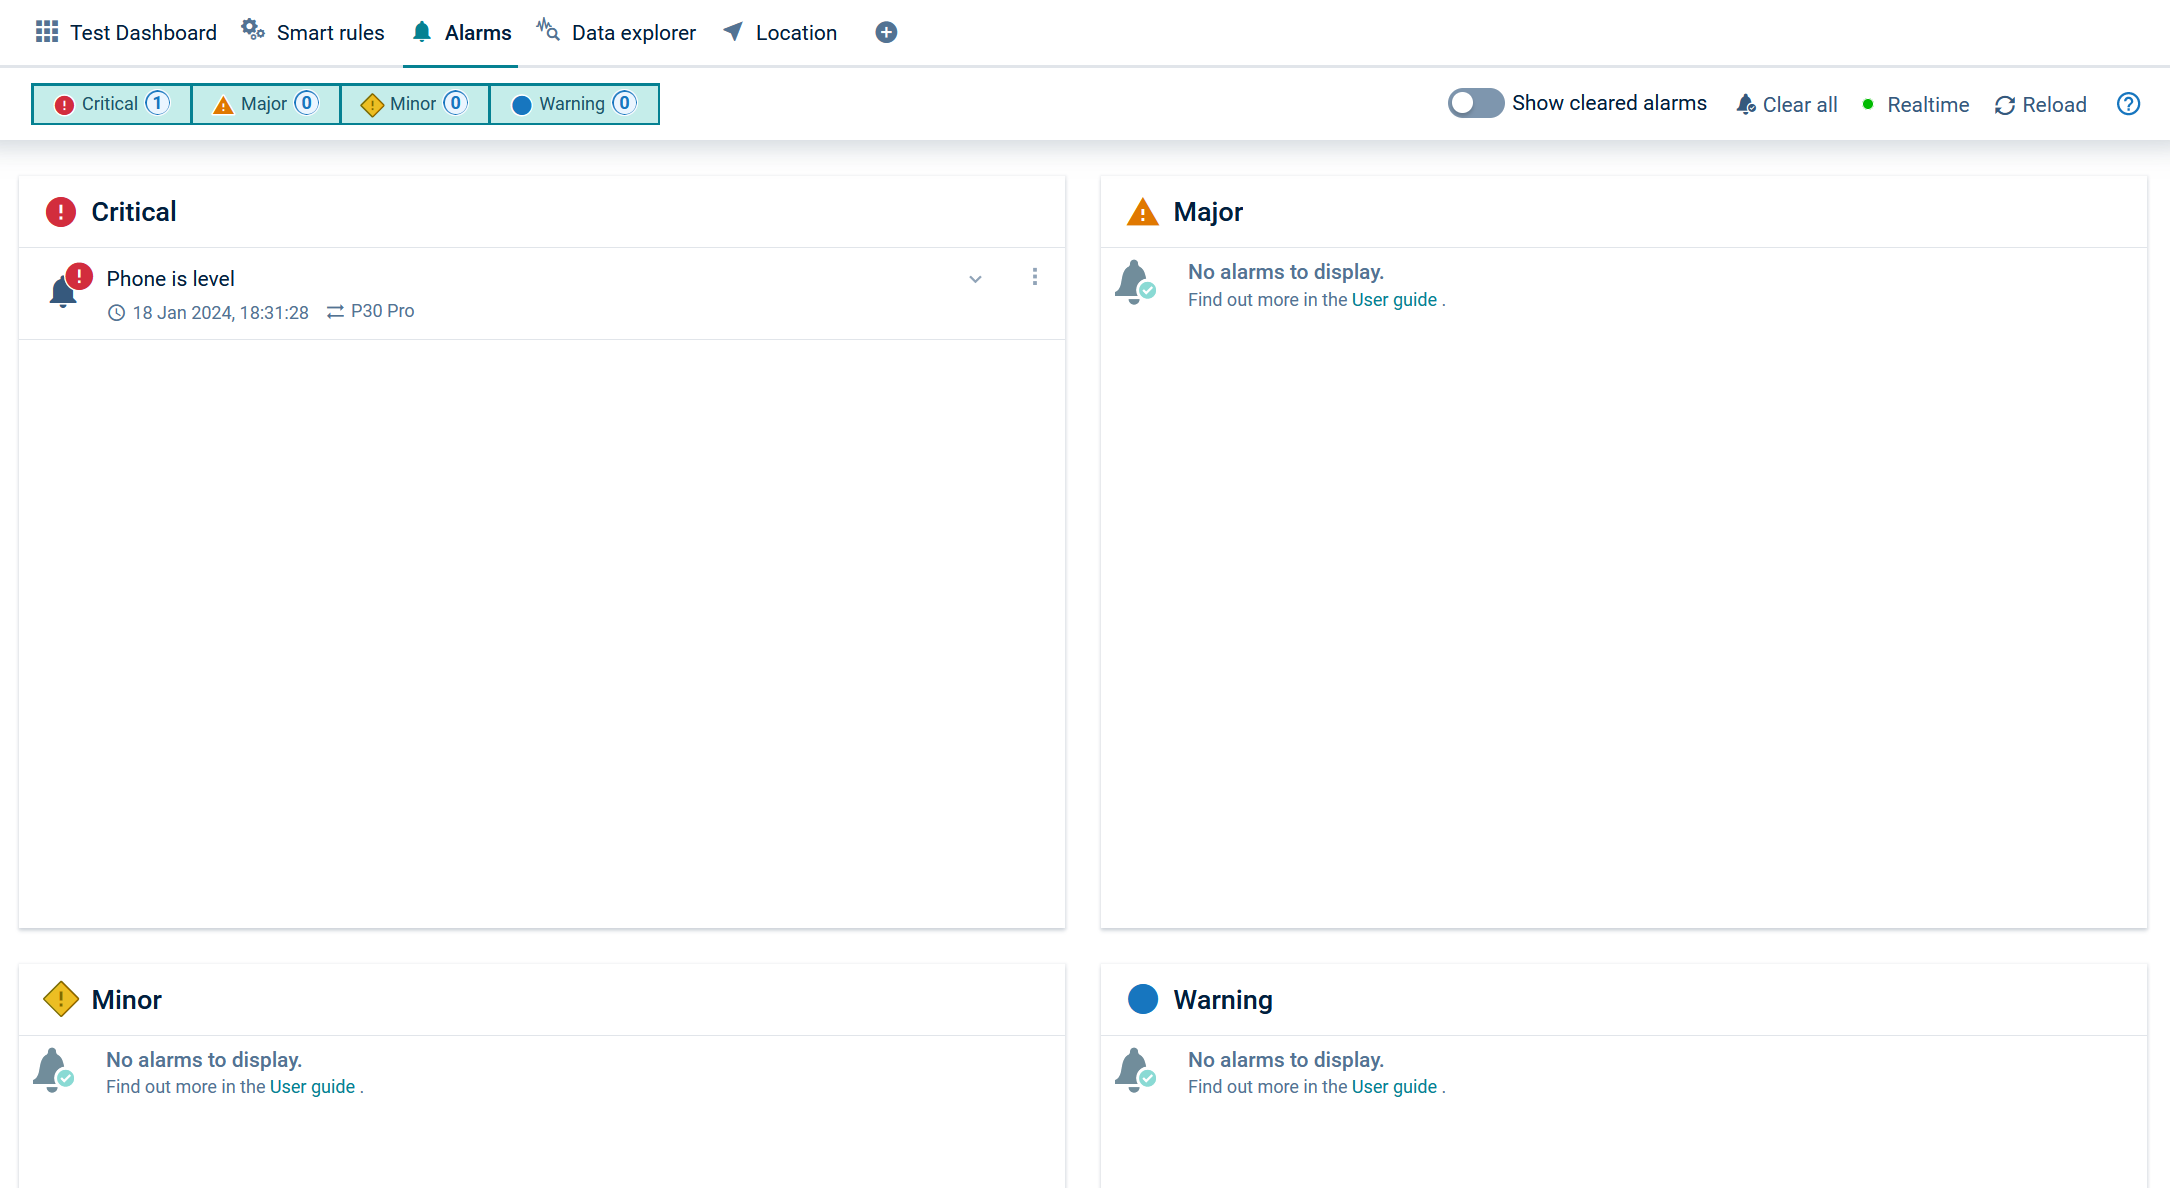 Test Dashboard Smart rules Alarms Data explorer Location
Critical 1 Major 0 Minor 0 Warning 0 Show cleared alarms Clear all Realtime Reload
Critical
Phone is level
18 Jan 2024, 18:31:28 P30 Pro
Major
No alarms to display.
Find out more in the User guide .
Minor
No alarms to display.
Find out more in the User guide .
Warning
No alarms to display.
Find out more in the User guide .